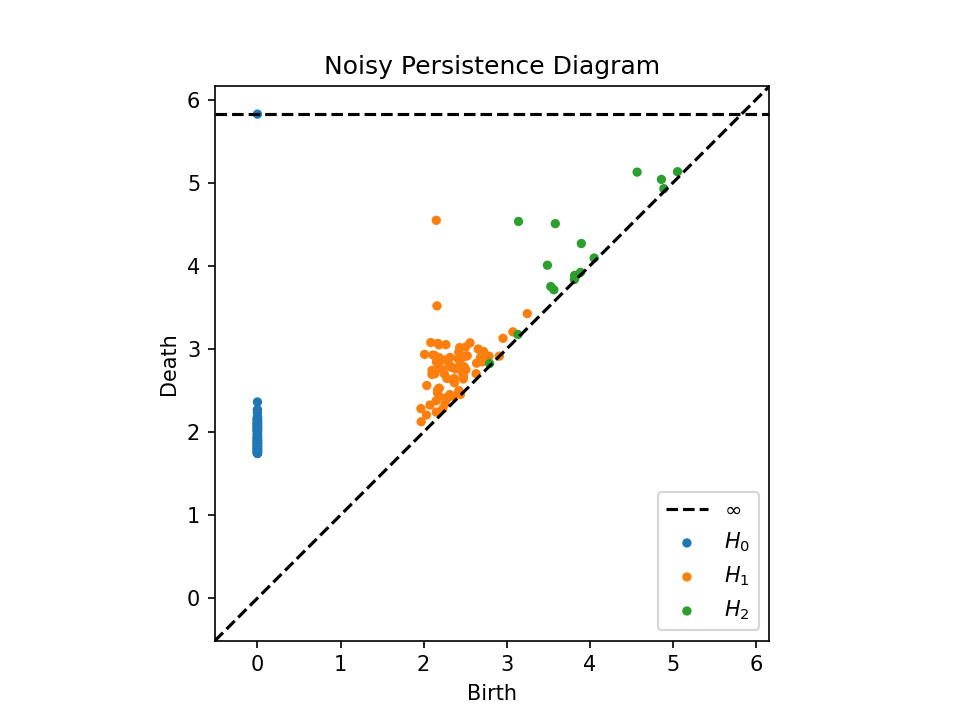 Noisy Persistence Diagram
6
5
4
3
2
1
0
Death
0 1 2 3 4 5 6
Birth
∞
H₀
H₁
H₂